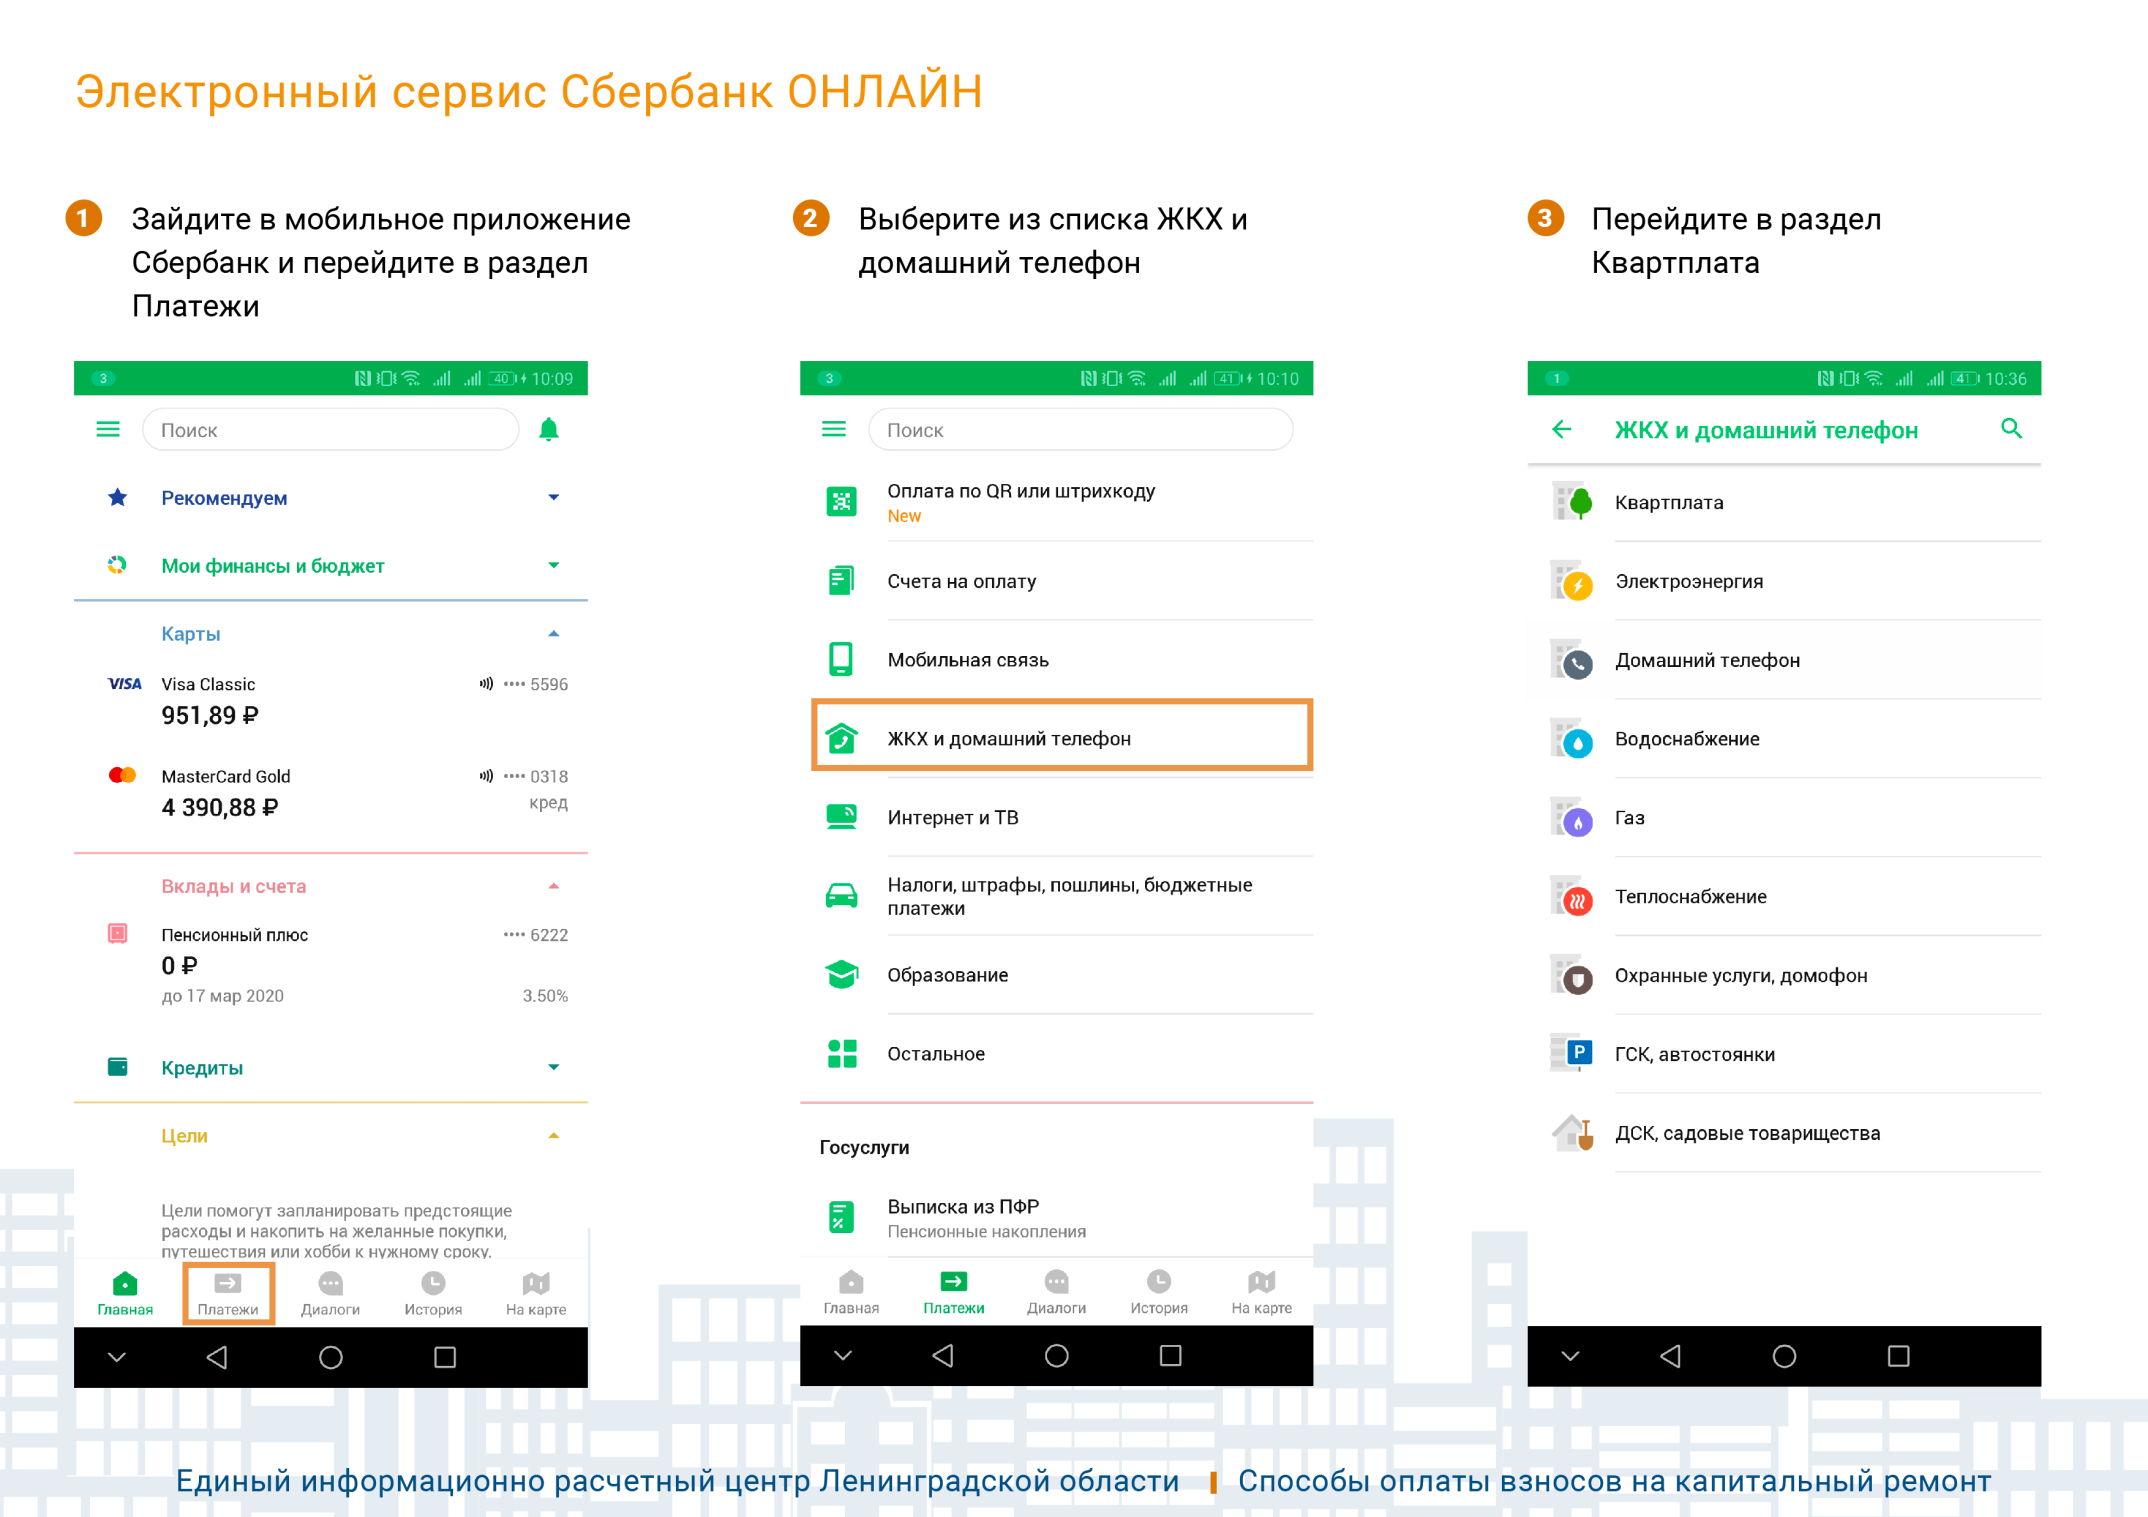 Электронный сервис Сбербанк ОНЛАЙН
1
Зайдите в мобильное приложение
Сбербанк и перейдите в раздел
Платежи
2
Выберите из списка ЖКХ и
домашний телефон
3
Перейдите в раздел
Квартплата
3
40
10:09
Поиск
Рекомендуем
Мои финансы и бюджет
Карты
VISA
Visa Classic
•••• 5596
951,89 ₽
MasterCard Gold
•••• 0318
4 390,88 ₽
кред
Вклады и счета
Пенсионный плюс
•••• 6222
0 ₽
до 17 мар 2020
3.50%
Кредиты
Цели
Цели помогут запланировать предстоящие
расходы и накопить на желанные покупки,
путешествия или хобби к нужному сроку.
Главная
Платежи
Диалоги
История
На карте
3
41
10:10
Поиск
Оплата по QR или штрихкоду
New
Счета на оплату
Мобильная связь
ЖКХ и домашний телефон
Интернет и ТВ
Налоги, штрафы, пошлины, бюджетные
платежи
Образование
Остальное
Госуслуги
Выписка из ПФР
Пенсионные накопления
Главная
Платежи
Диалоги
История
На карте
1
41
10:36
ЖКХ и домашний телефон
Квартплата
Электроэнергия
Домашний телефон
Водоснабжение
Газ
Теплоснабжение
Охранные услуги, домофон
P
ГСК, автостоянки
ДСК, садовые товарищества
Единый информационно расчетный центр Ленинградской области
Способы оплаты взносов на капитальный ремонт